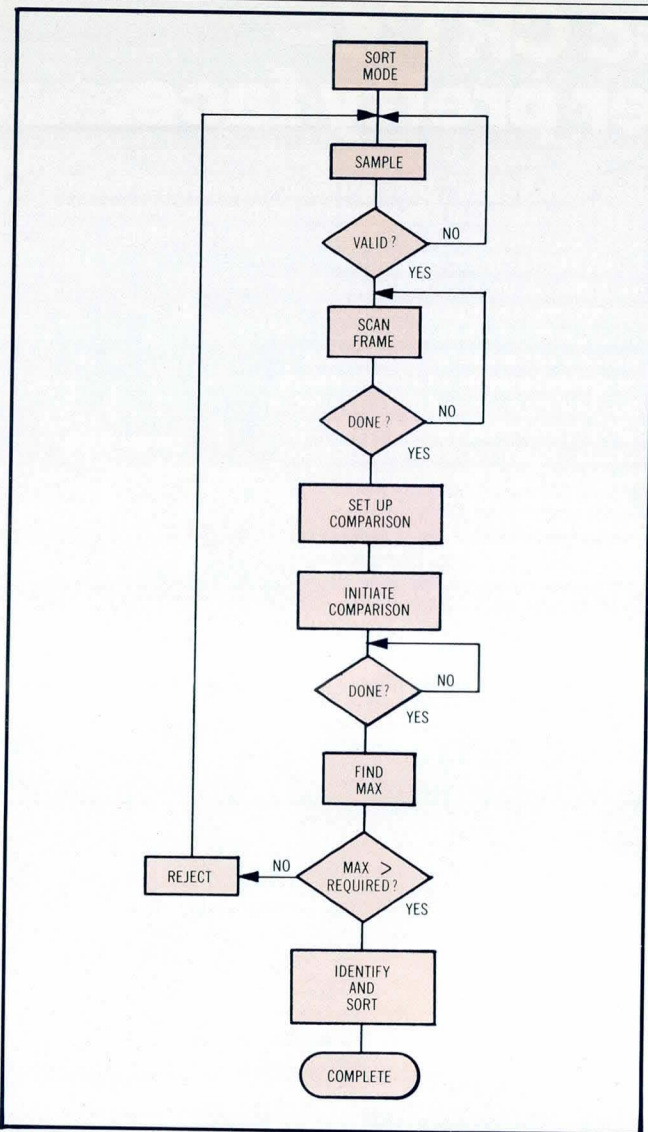 SORT
MODE
SAMPLE
VALID?
NO
YES
SCAN
FRAME
DONE?
NO
YES
SET UP
COMPARISON
INITIATE
COMPARISON
DONE?
NO
YES
FIND
MAX
REJECT
NO
MAX >
REQUIRED?
YES
IDENTIFY
AND
SORT
COMPLETE